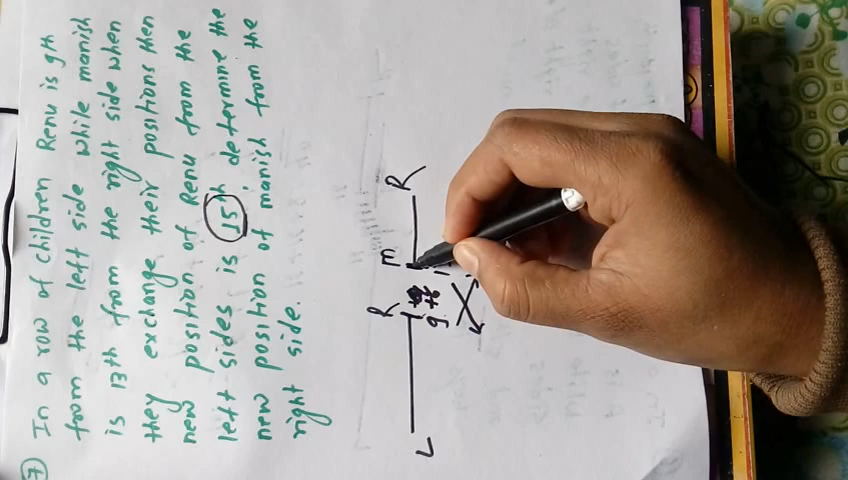 7 In a row of children Renu is 9th
from the left side while manish
is 13th from the right side when
they exchange their positions then
new position of Renu from the
left sides is 15th determine the
new position of manish from the
right side.
R m R
L
9